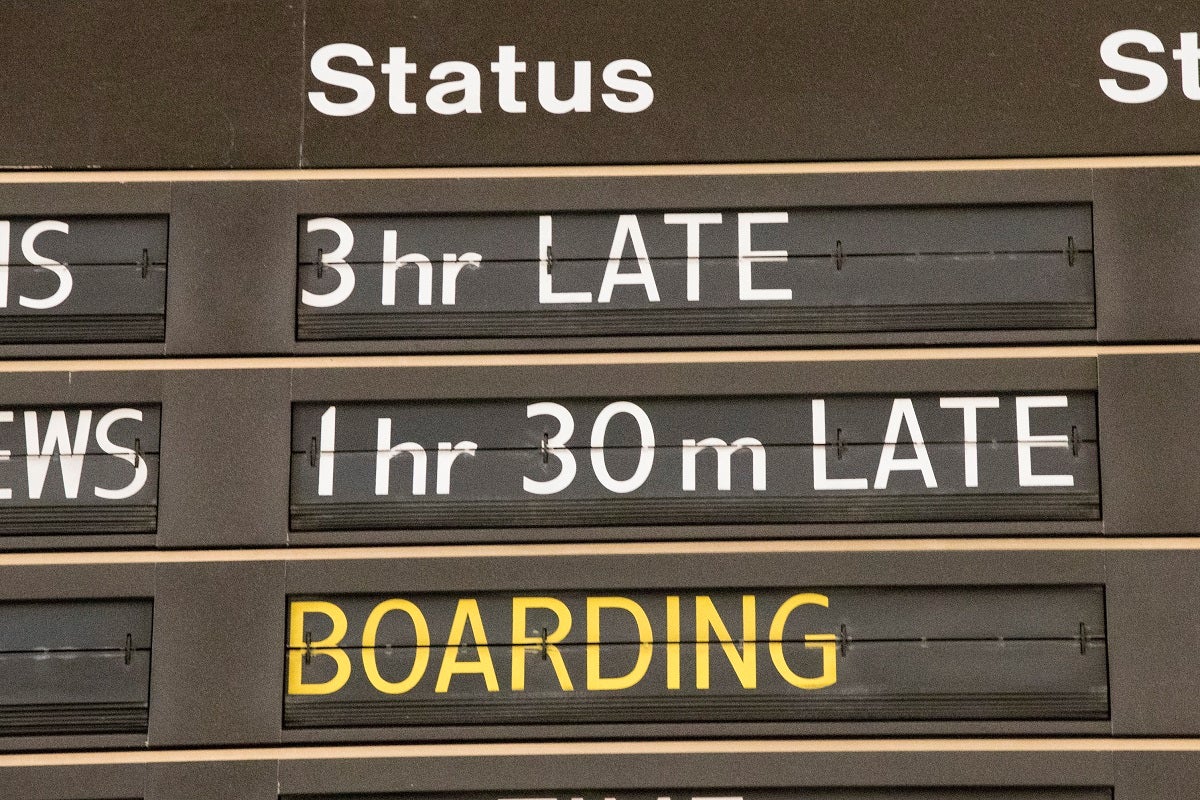 Status
3 hr LATE
1 hr 30 m LATE
BOARDING